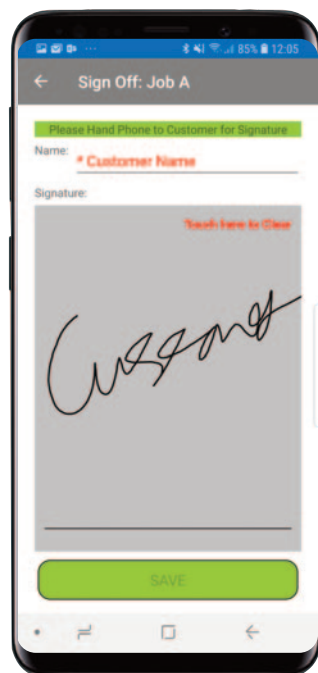 85% 12:05
Sign Off: Job A
Please Hand Phone to Customer for Signature
Name:
* Customer Name
Signature:
Touch here to Clear
Customer
SAVE